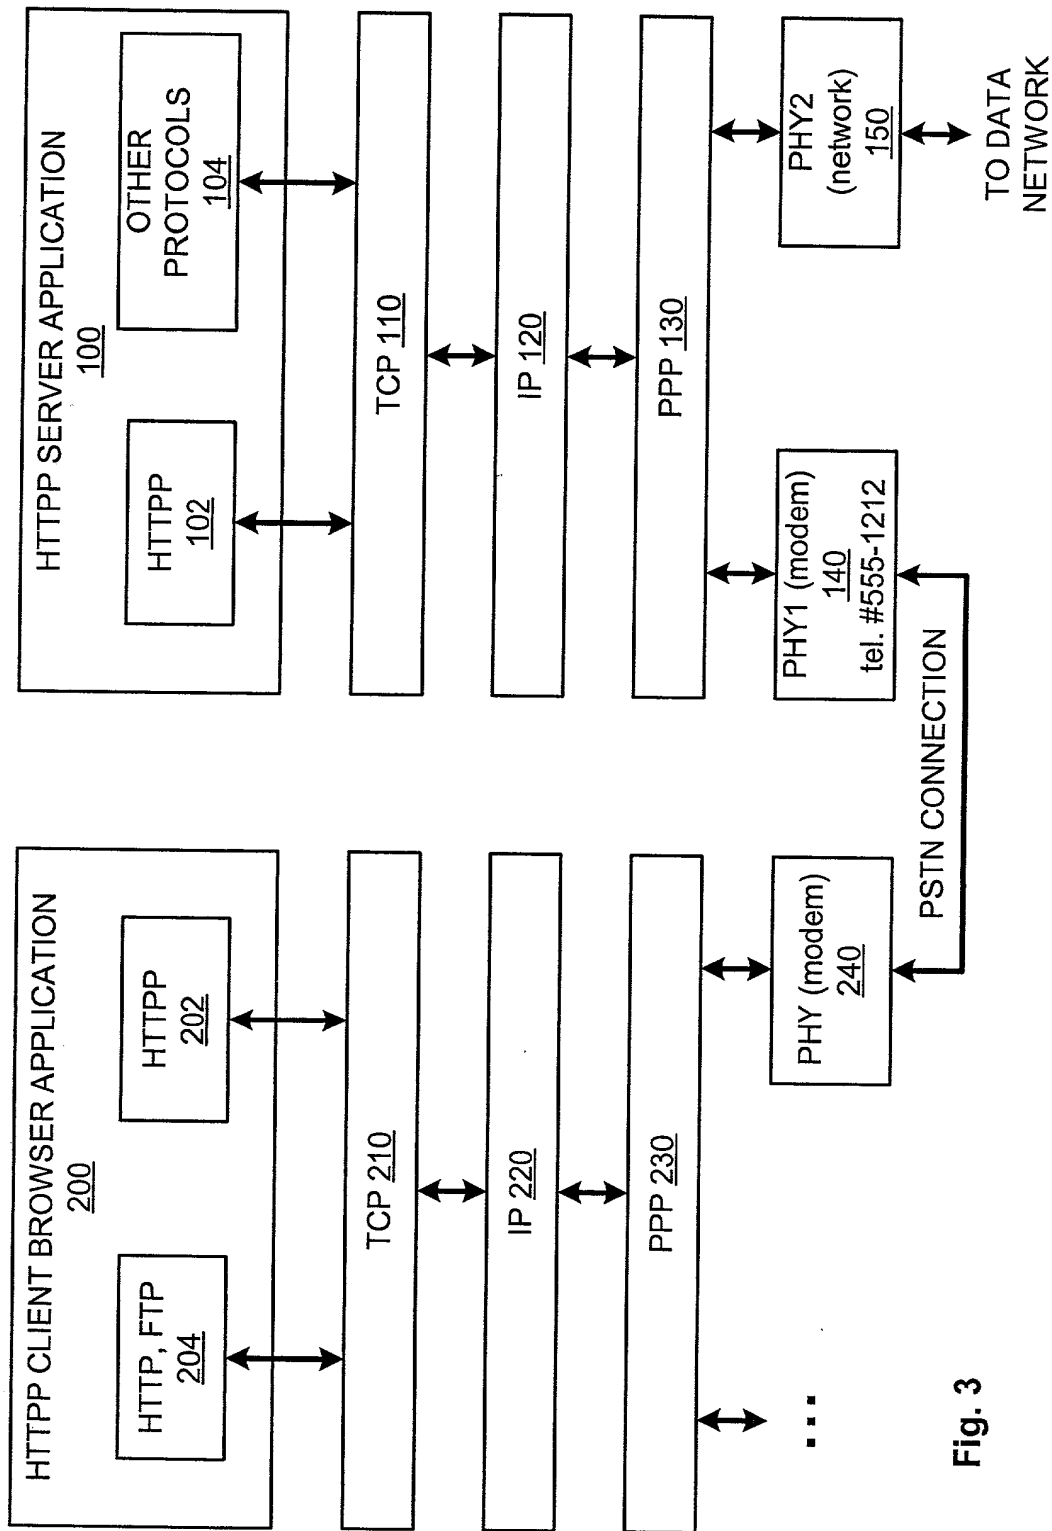 HTTPP CLIENT BROWSER APPLICATION
200
HTTP, FTP
204
HTTPP
202
TCP 210
IP 220
PPP 230
...
PHY (modem)
240
HTTPP SERVER APPLICATION
100
HTTPP
102
OTHER
PROTOCOLS
104
TCP 110
IP 120
PPP 130
PHY1 (modem)
140
tel. #555-1212
PHY2
(network)
150
PSTN CONNECTION
TO DATA
NETWORK
Fig. 3